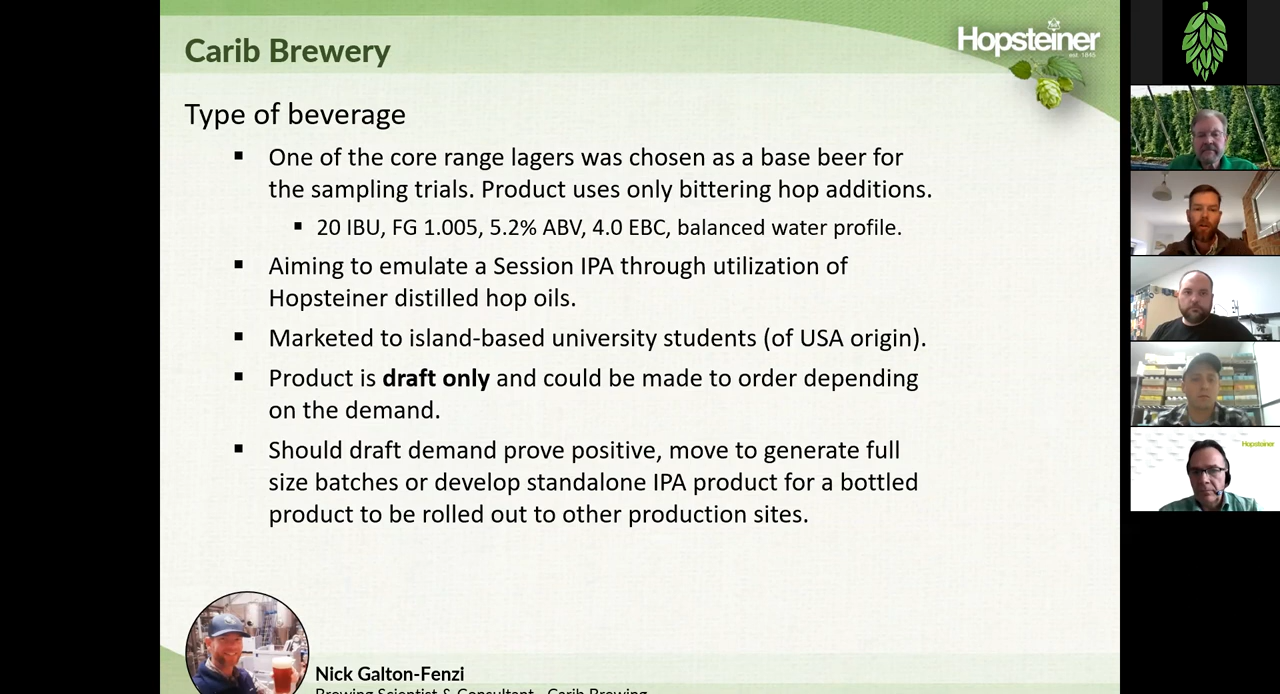 Carib Brewery
Hopsteiner
est. 1845
Type of beverage
▪ One of the core range lagers was chosen as a base beer for
the sampling trials. Product uses only bittering hop additions.
▪ 20 IBU, FG 1.005, 5.2% ABV, 4.0 EBC, balanced water profile.
▪ Aiming to emulate a Session IPA through utilization of
Hopsteiner distilled hop oils.
▪ Marketed to island-based university students (of USA origin).
▪ Product is draft only and could be made to order depending
on the demand.
▪ Should draft demand prove positive, move to generate full
size batches or develop standalone IPA product for a bottled
product to be rolled out to other production sites.
Nick Galton-Fenzi
Brewing Scientist & Consultant - Carib Brewing
Hopsteiner